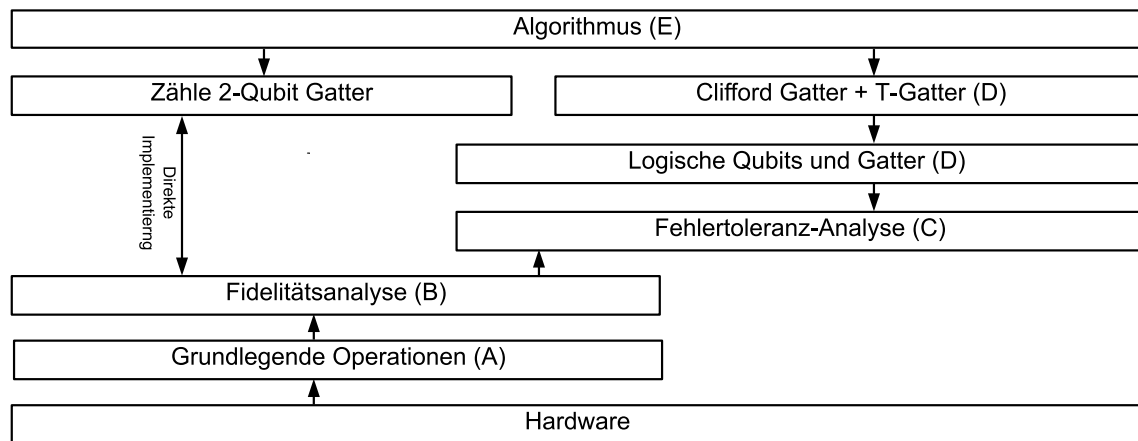 Algorithmus (E)
Zähle 2-Qubit Gatter
Clifford Gatter + T-Gatter (D)
Direkte
Implementierng
Logische Qubits und Gatter (D)
Fehlertoleranz-Analyse (C)
Fidelitätsanalyse (B)
Grundlegende Operationen (A)
Hardware